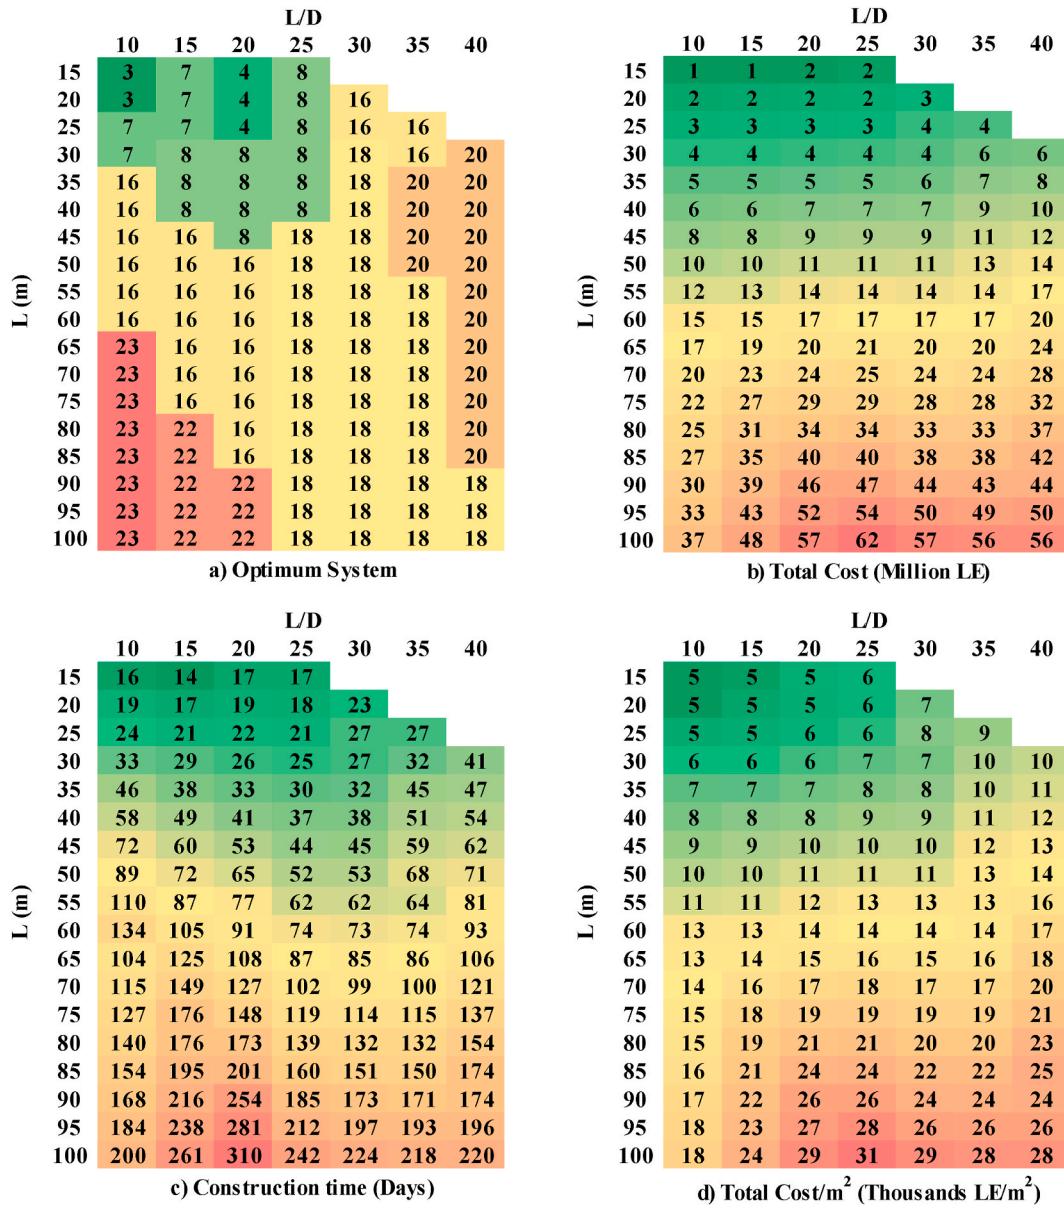 L/D
10 15 20 25 30 35 40
15 3 7 4 8
20 3 7 4 8 16
25 7 7 4 8 16 16
30 7 8 8 8 18 16 20
35 16 8 8 8 18 20 20
40 16 8 8 8 18 20 20
45 16 16 8 18 18 20 20
50 16 16 16 18 18 20 20
55 16 16 16 18 18 18 20
60 16 16 16 18 18 18 20
65 23 16 16 18 18 18 20
70 23 16 16 18 18 18 20
75 23 16 16 18 18 18 20
80 23 22 16 18 18 18 20
85 23 22 16 18 18 18 20
90 23 22 22 18 18 18 18
95 23 22 22 18 18 18 18
100 23 22 22 18 18 18 18
L (m)
a) Optimum System
L/D
10 15 20 25 30 35 40
15 1 1 2 2
20 2 2 2 2 3
25 3 3 3 3 4 4
30 4 4 4 4 4 6 6
35 5 5 5 5 6 7 8
40 6 6 7 7 7 9 10
45 8 8 9 9 9 11 12
50 10 10 11 11 11 13 14
55 12 13 14 14 14 14 17
60 15 15 17 17 17 17 20
65 17 19 20 21 20 20 24
70 20 23 24 25 24 24 28
75 22 27 29 29 28 28 32
80 25 31 34 34 33 33 37
85 27 35 40 40 38 38 42
90 30 39 46 47 44 43 44
95 33 43 52 54 50 49 50
100 37 48 57 62 57 56 56
L (m)
b) Total Cost (Million LE)
L/D
10 15 20 25 30 35 40
15 16 14 17 17
20 19 17 19 18 23
25 24 21 22 21 27 27
30 33 29 26 25 27 32 41
35 46 38 33 30 32 45 47
40 58 49 41 37 38 51 54
45 72 60 53 44 45 59 62
50 89 72 65 52 53 68 71
55 110 87 77 62 62 64 81
60 134 105 91 74 73 74 93
65 104 125 108 87 85 86 106
70 115 149 127 102 99 100 121
75 127 176 148 119 114 115 137
80 140 176 173 139 132 132 154
85 154 195 201 160 151 150 174
90 168 216 254 185 173 171 174
95 184 238 281 212 197 193 196
100 200 261 310 242 224 218 220
L (m)
c) Construction time (Days)
L/D
10 15 20 25 30 35 40
15 5 5 5 6
20 5 5 5 6 7
25 5 5 6 6 8 9
30 6 6 6 7 7 10 10
35 7 7 7 8 8 10 11
40 8 8 8 9 9 11 12
45 9 9 10 10 10 12 13
50 10 10 11 11 11 13 14
55 11 11 12 13 13 13 16
60 13 13 14 14 14 14 17
65 13 14 15 16 15 16 18
70 14 16 17 18 17 17 20
75 15 18 19 19 19 19 21
80 15 19 21 21 20 20 23
85 16 21 24 24 22 22 25
90 17 22 26 26 24 24 24
95 18 23 27 28 26 26 26
100 18 24 29 31 29 28 28
L (m)
d) Total Cost/m² (Thousands LE/m²)